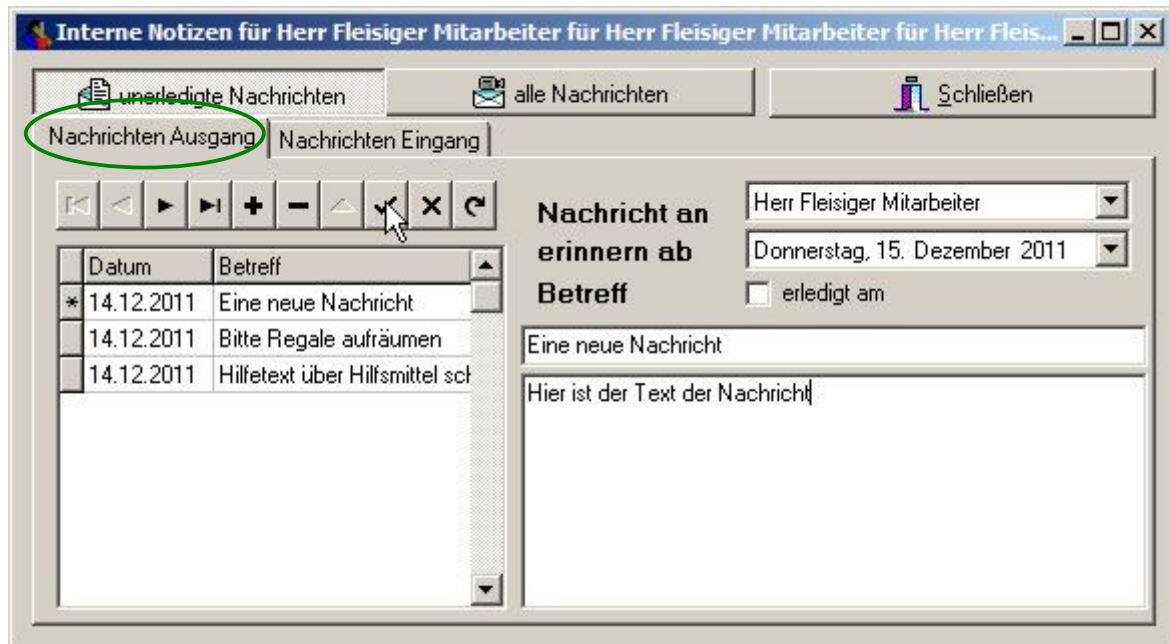 Interne Notizen für Herr Fleisiger Mitarbeiter für Herr Fleisiger Mitarbeiter für Herr Fleis...
unerledigte Nachrichten
alle Nachrichten
Schließen
Nachrichten Ausgang
Nachrichten Eingang
Nachricht an
Herr Fleisiger Mitarbeiter
erinnern ab
Donnerstag, 15. Dezember 2011
Betreff
erledigt am
Eine neue Nachricht
Hier ist der Text der Nachricht
Datum Betreff
* 14.12.2011 Eine neue Nachricht
14.12.2011 Bitte Regale aufräumen
14.12.2011 Hilfetext über Hilfsmittel sch